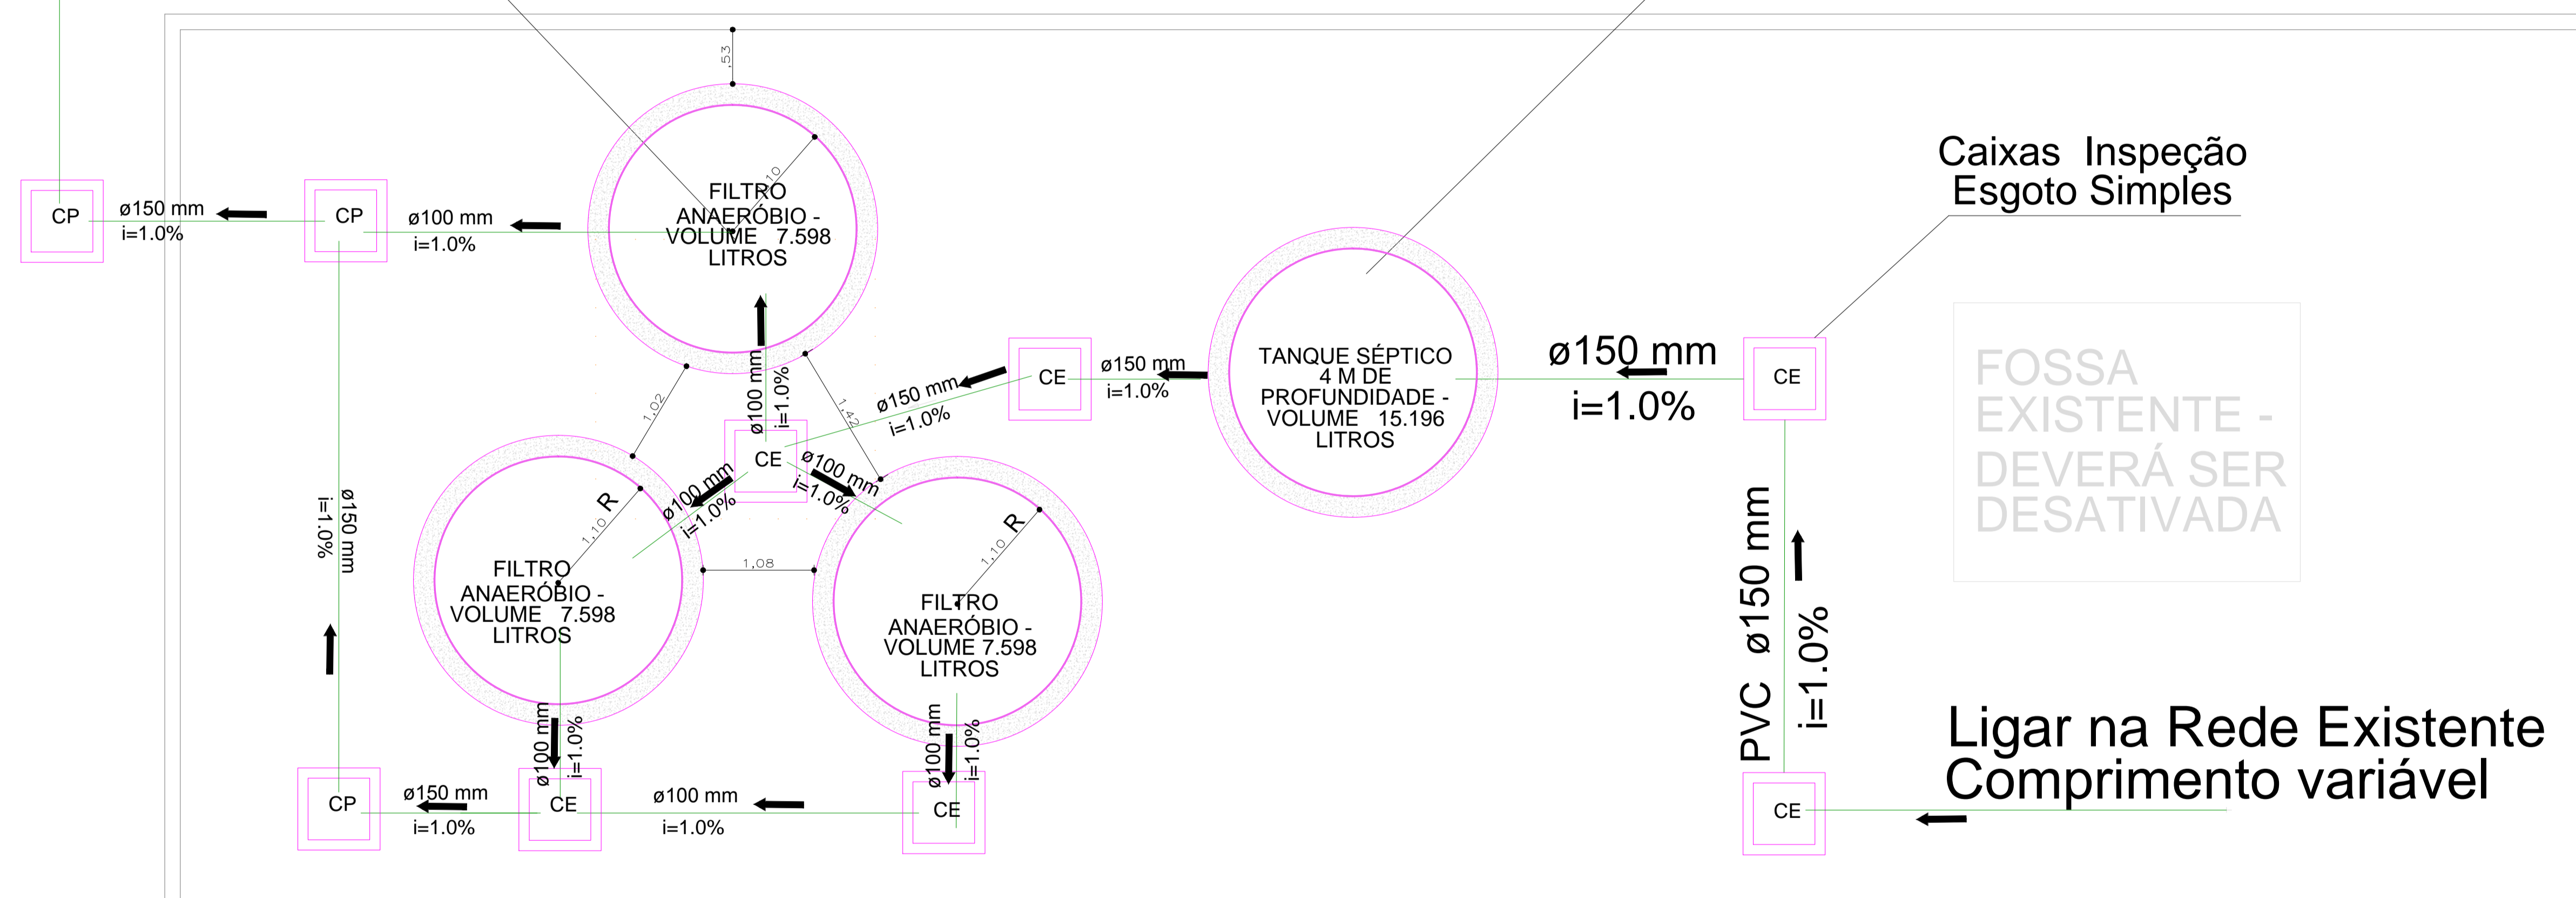 ,53
Caixas Inspeção
Esgoto Simples
CP
ø150 mm
i=1.0%
CP
ø100 mm
i=1.0%
FILTRO
ANAERÓBIO -
VOLUME 7.598
LITROS
ø100 mm
i=1.0%
1,02
1,42
CE
ø150 mm
i=1.0%
CE
ø150 mm
i=1.0%
TANQUE SÉPTICO
4 M DE
PROFUNDIDADE -
VOLUME 15.196
LITROS
ø150 mm
i=1.0%
CE
FOSSA
EXISTENTE -
DEVERÁ SER
DESATIVADA
ø100 mm
i=1.0%
ø100 mm
i=1.0%
ø150 mm
i=1.0%
R
1,10
FILTRO
ANAERÓBIO -
VOLUME 7.598
LITROS
1,08
R
1,10
FILTRO
ANAERÓBIO -
VOLUME 7.598
LITROS
PVC ø150 mm
i=1.0%
Ligar na Rede Existente
Comprimento variável
CE
ø100 mm
i=1.0%
ø100 mm
i=1.0%
CP
ø150 mm
i=1.0%
CE
ø100 mm
i=1.0%
CE